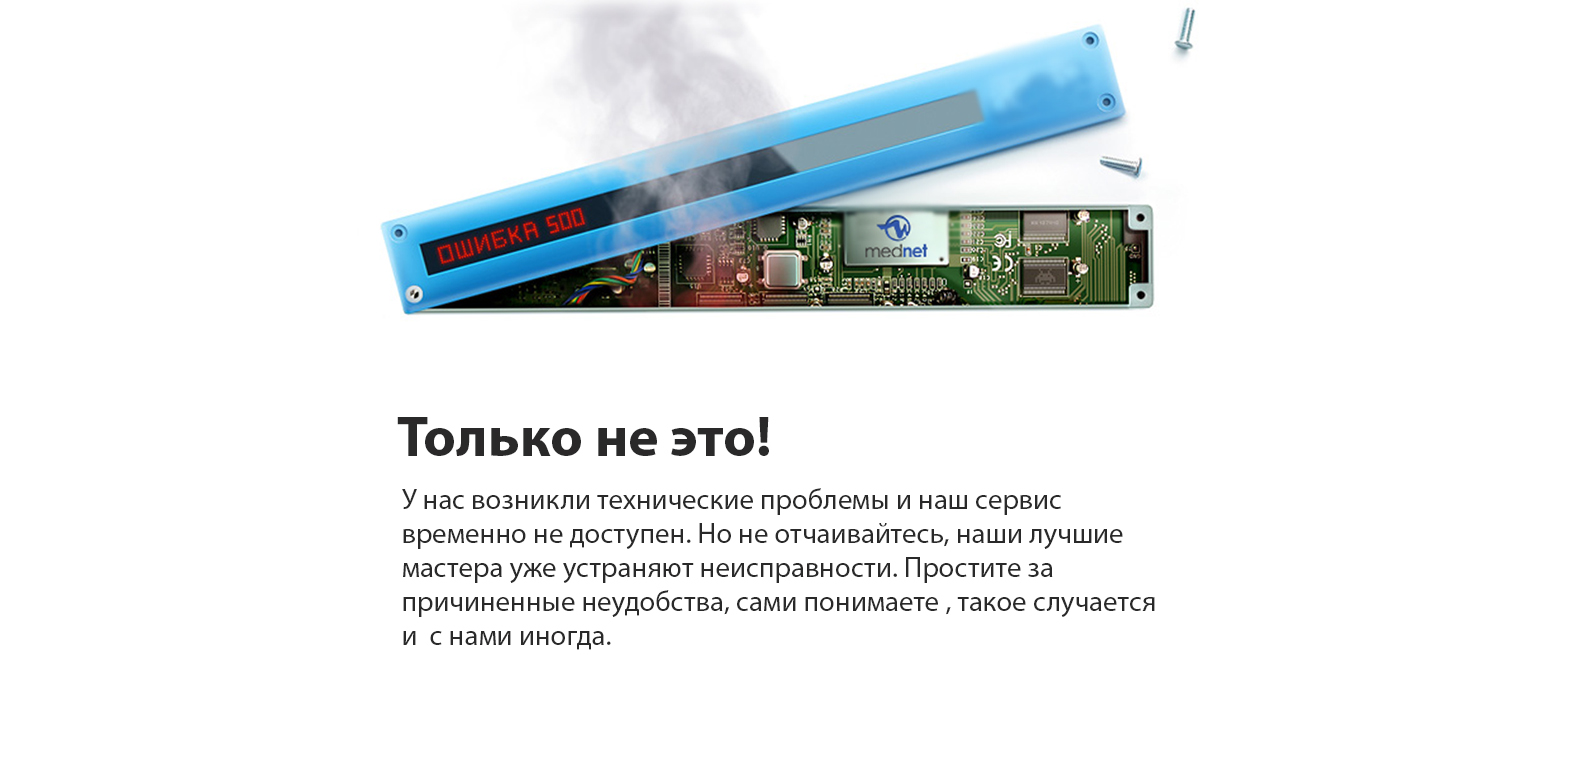 ОШИБКА 500
mednet
Только не это!
У нас возникли технические проблемы и наш сервис
временно не доступен. Но не отчаивайтесь, наши лучшие
мастера уже устраняют неисправности. Простите за
причиненные неудобства, сами понимаете , такое случается
и  с нами иногда.